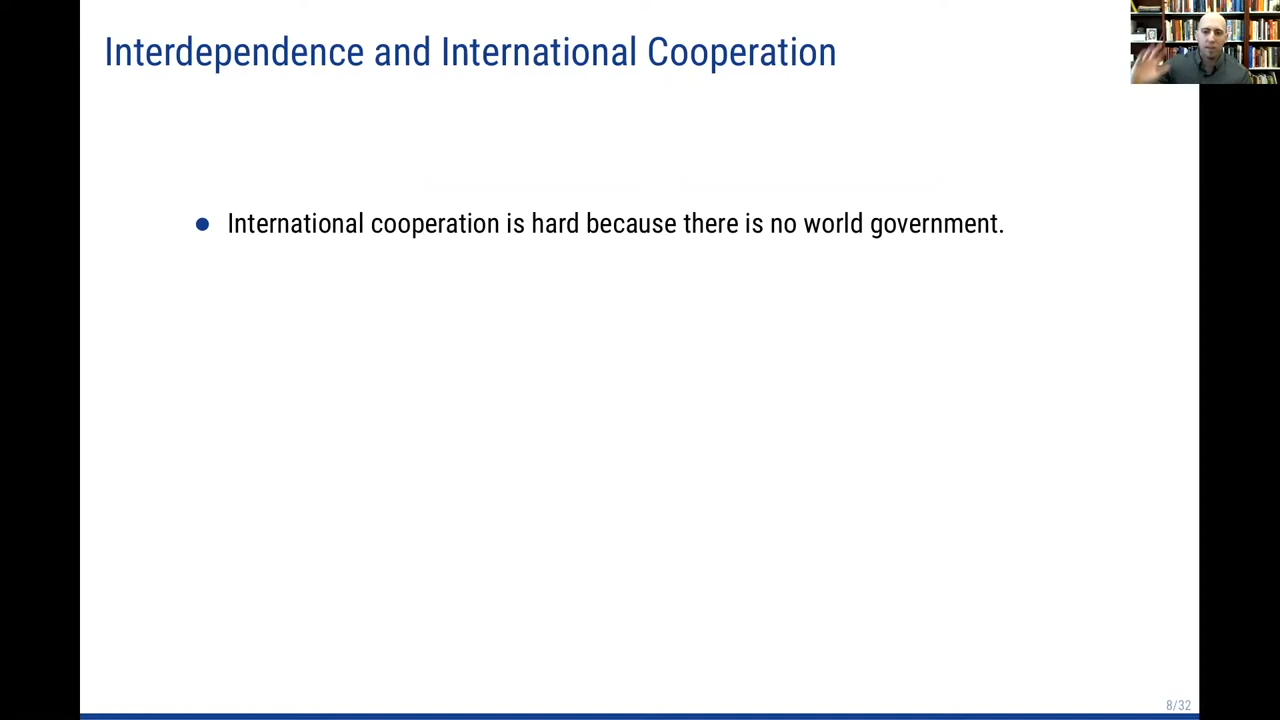 Interdependence and International Cooperation
● International cooperation is hard because there is no world government.
8/32